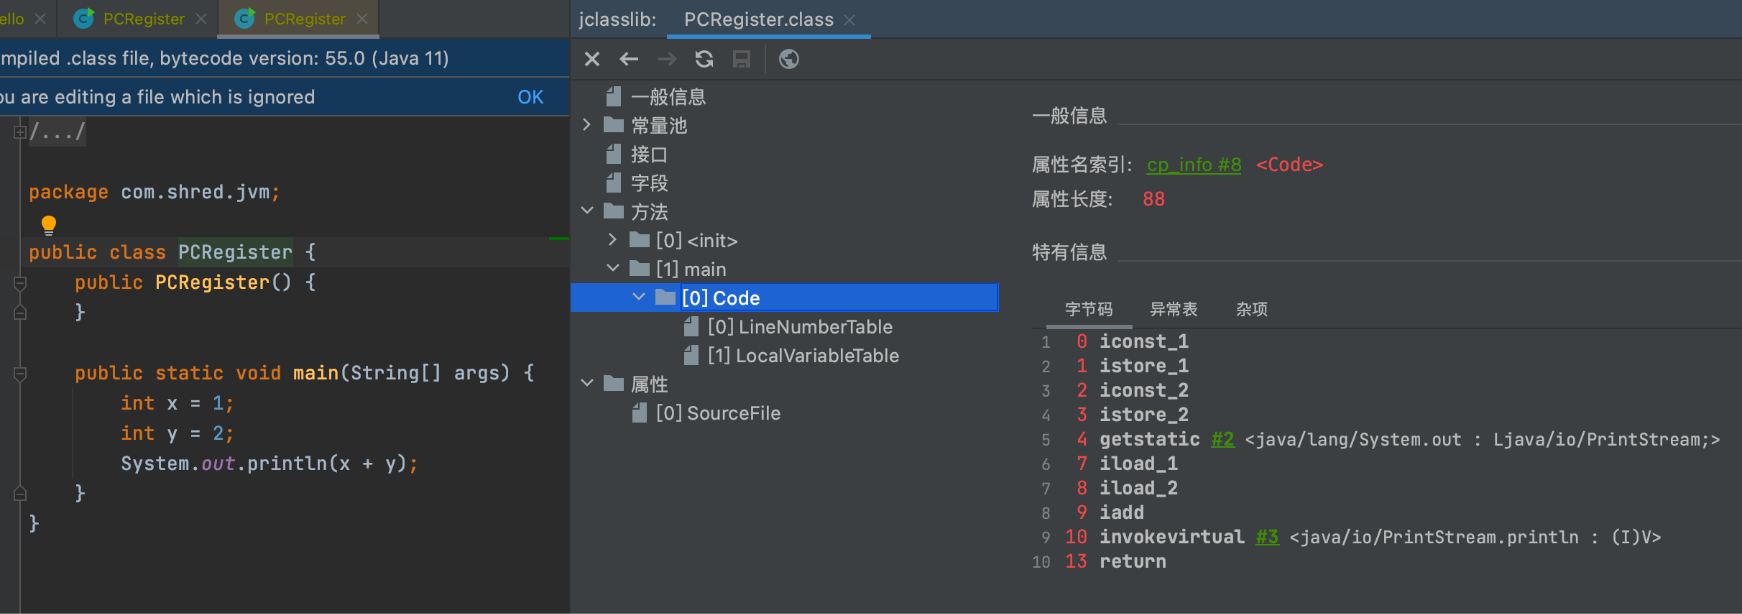 ello
PCRegister
PCRegister
mpiled .class file, bytecode version: 55.0 (Java 11)
ou are editing a file which is ignored OK
/.../
package com.shred.jvm;
public class PCRegister {
public PCRegister() {
}
public static void main(String[] args) {
int x = 1;
int y = 2;
System.out.println(x + y);
}
}
jclasslib: PCRegister.class
一般信息
常量池
接口
字段
方法
[0] <init>
[1] main
[0] Code
[0] LineNumberTable
[1] LocalVariableTable
属性
[0] SourceFile
一般信息
属性名索引: cp_info #8 <Code>
属性长度: 88
特有信息
字节码 异常表 杂项
1 0 iconst_1
2 1 istore_1
3 2 iconst_2
4 3 istore_2
5 4 getstatic #2 <java/lang/System.out : Ljava/io/PrintStream;>
6 7 iload_1
7 8 iload_2
8 9 iadd
9 10 invokevirtual #3 <java/io/PrintStream.println : (I)V>
10 13 return